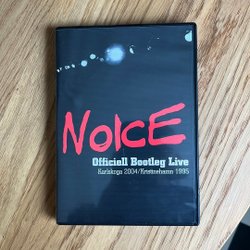 NOICE
Officiell Bootleg Live
Karlskoga 2004/Kristinehamn 1995